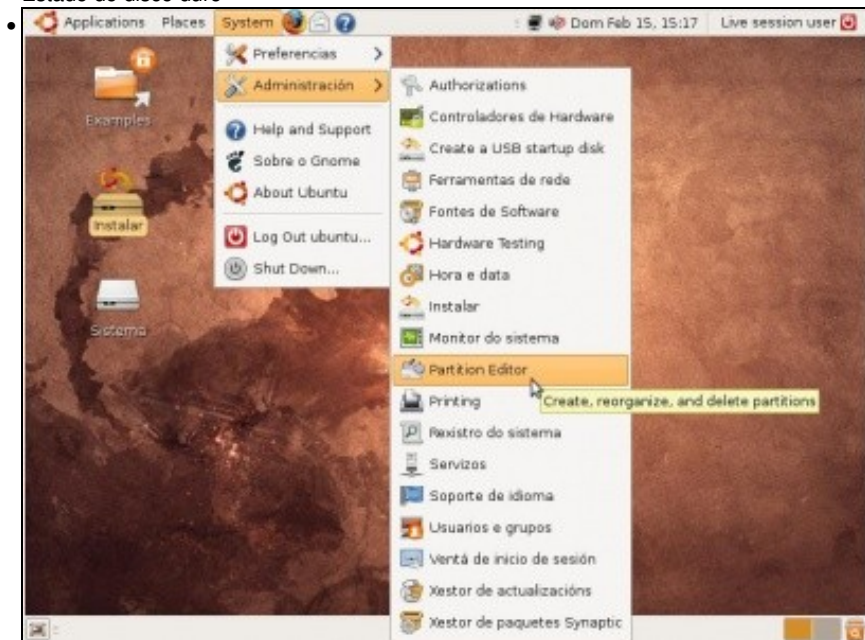 Applications Places System Dom Feb 15, 15:17 Live session user
Preferencias
Administración
Help and Support
Sobre o Gnome
About Ubuntu
Log Out ubuntu...
Shut Down...
Authorizations
Controladores de Hardware
Create a USB startup disk
Ferramentas de rede
Fontes de Software
Hardware Testing
Hora e data
Instalar
Monitor do sistema
Partition Editor
Create, reorganize, and delete partitions
Printing
Rexistro do sistema
Servizos
Soporte de idioma
Usuarios e grupos
Ventá de inicio de sesión
Xestor de actualizacións
Xestor de paquetes Synaptic
Examples
Instalar
Sistema